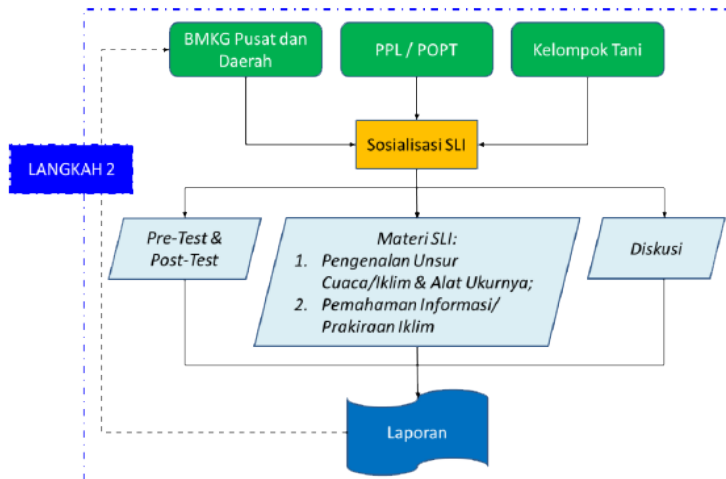 BMKG Pusat dan
Daerah
PPL / POPT
Kelompok Tani
Sosialisasi SLI
LANGKAH 2
Pre-Test &
Post-Test
Materi SLI:
1. Pengenalan Unsur
Cuaca/Iklim & Alat Ukurnya;
2. Pemahaman Informasi/
Prakiraan Iklim
Diskusi
Laporan